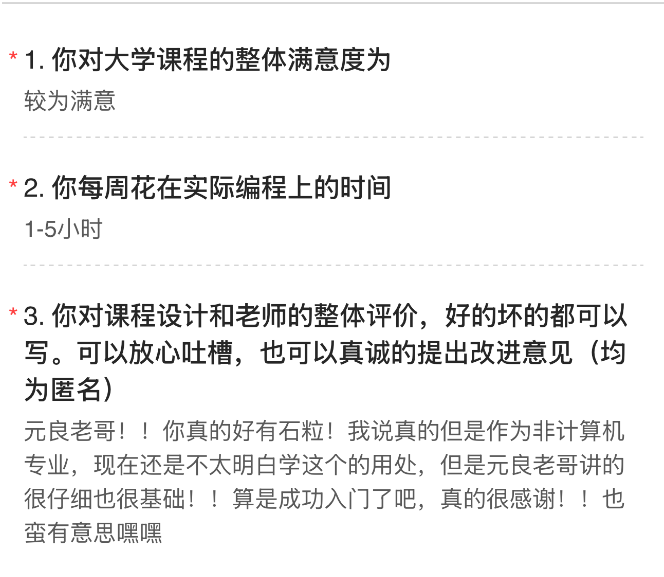 * 1. 你对大学课程的整体满意度为
较为满意
* 2. 你每周花在实际编程上的时间
1-5小时
* 3. 你对课程设计和老师的整体评价，好的坏的都可以
写。可以放心吐槽，也可以真诚的提出改进意见（均
为匿名）
元良老哥！！你真的好有石粒！我说真的但是作为非计算机
专业，现在还是不太明白学这个的用处，但是元良老哥讲的
很仔细也很基础！！算是成功入门了吧，真的很感谢！！也
蛮有意思嘿嘿